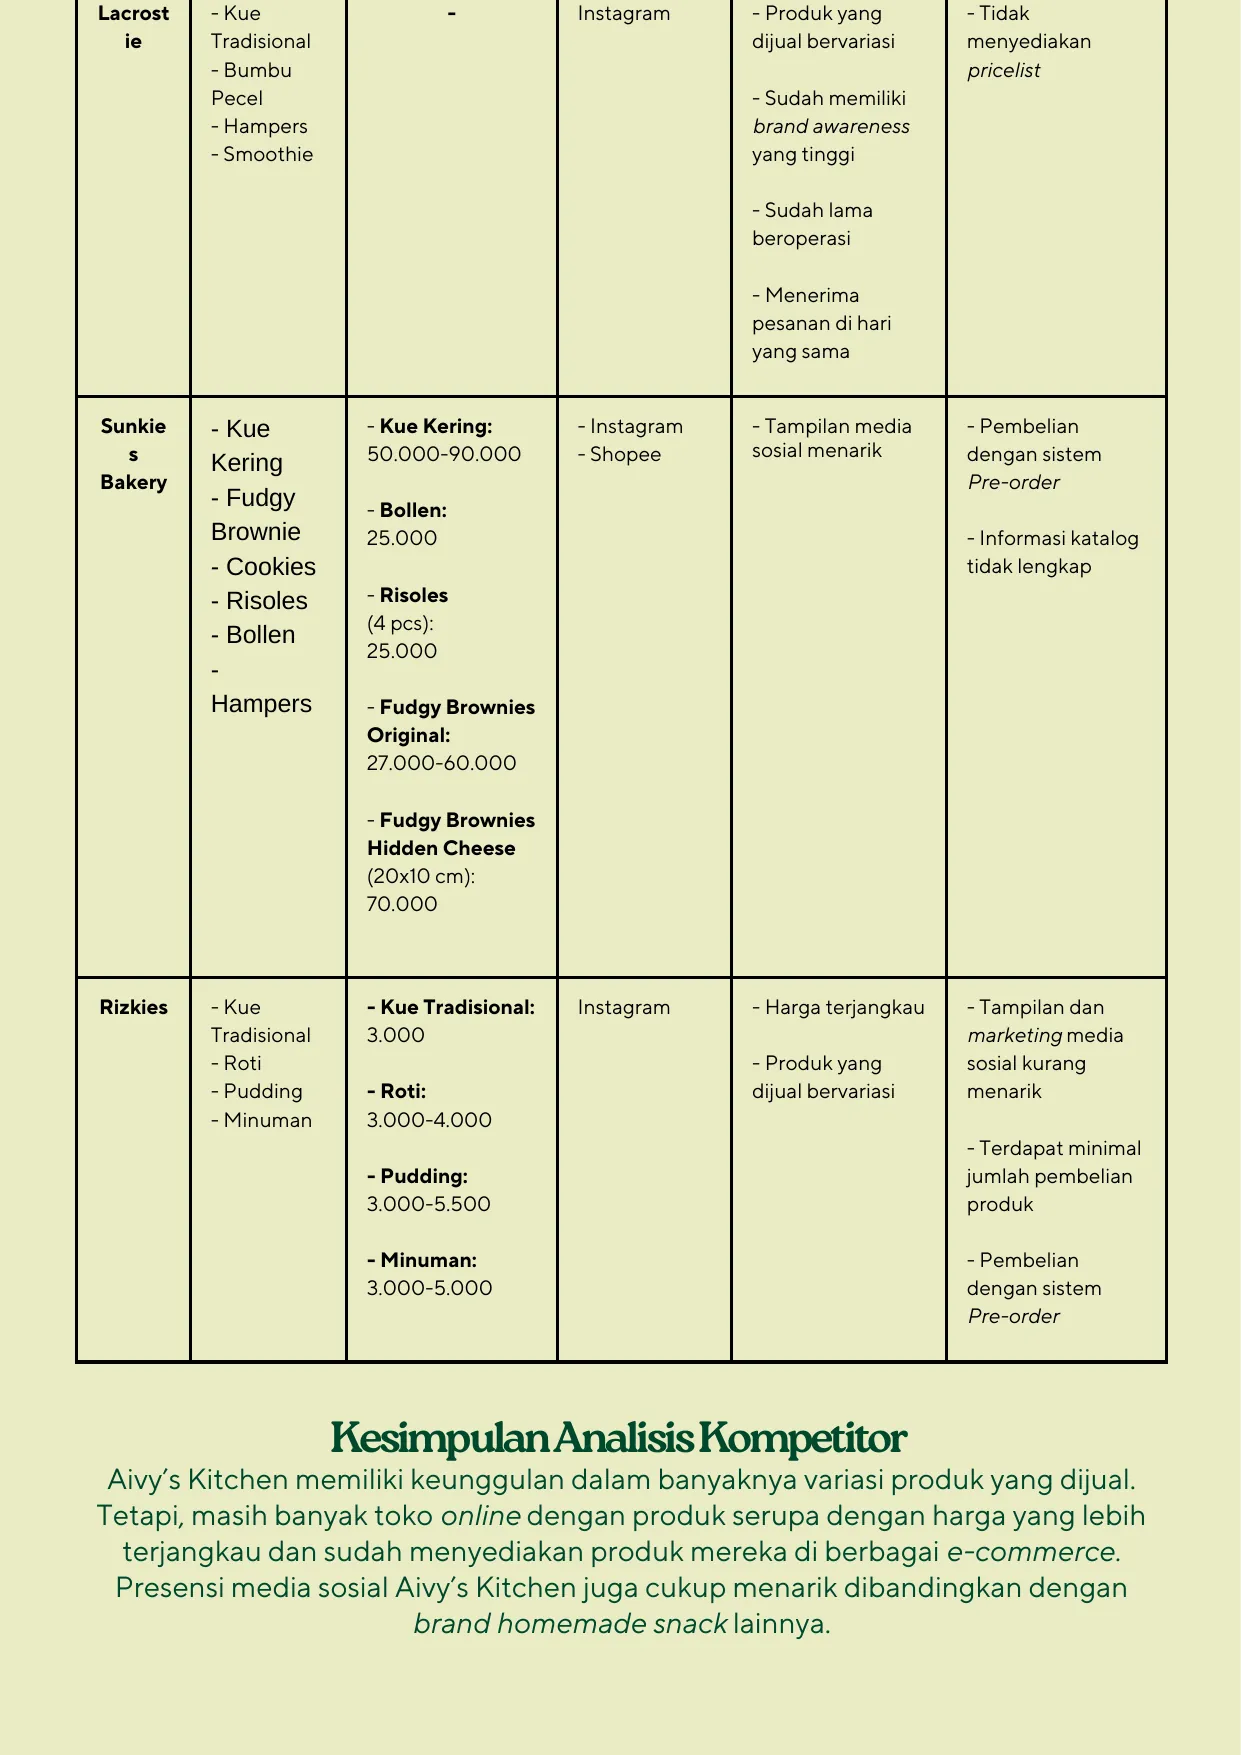 Lacrost
ie
- Kue
Tradisional
- Bumbu
Pecel
- Hampers
- Smoothie
-
Instagram
- Produk yang
dijual bervariasi
- Sudah memiliki
brand awareness
yang tinggi
- Sudah lama
beroperasi
- Menerima
pesanan di hari
yang sama
- Tidak
menyediakan
pricelist
Sunkie
s
Bakery
- Kue
Kering
- Fudgy
Brownie
- Cookies
- Risoles
- Bollen
-
Hampers
- Kue Kering:
50.000-90.000
- Bollen:
25.000
- Risoles
(4 pcs):
25.000
- Fudgy Brownies
Original:
27.000-60.000
- Fudgy Brownies
Hidden Cheese
(20x10 cm):
70.000
- Instagram
- Shopee
- Tampilan media
sosial menarik
- Pembelian
dengan sistem
Pre-order
- Informasi katalog
tidak lengkap
Rizkies
- Kue
Tradisional
- Roti
- Pudding
- Minuman
- Kue Tradisional:
3.000
- Roti:
3.000-4.000
- Pudding:
3.000-5.500
- Minuman:
3.000-5.000
Instagram
- Harga terjangkau
- Produk yang
dijual bervariasi
- Tampilan dan
marketing media
sosial kurang
menarik
- Terdapat minimal
jumlah pembelian
produk
- Pembelian
dengan sistem
Pre-order
Kesimpulan Analisis Kompetitor
Aivy's Kitchen memiliki keunggulan dalam banyaknya variasi produk yang dijual.
Tetapi, masih banyak toko online dengan produk serupa dengan harga yang lebih
terjangkau dan sudah menyediakan produk mereka di berbagai e-commerce.
Presensi media sosial Aivy's Kitchen juga cukup menarik dibandingkan dengan
brand homemade snack lainnya.